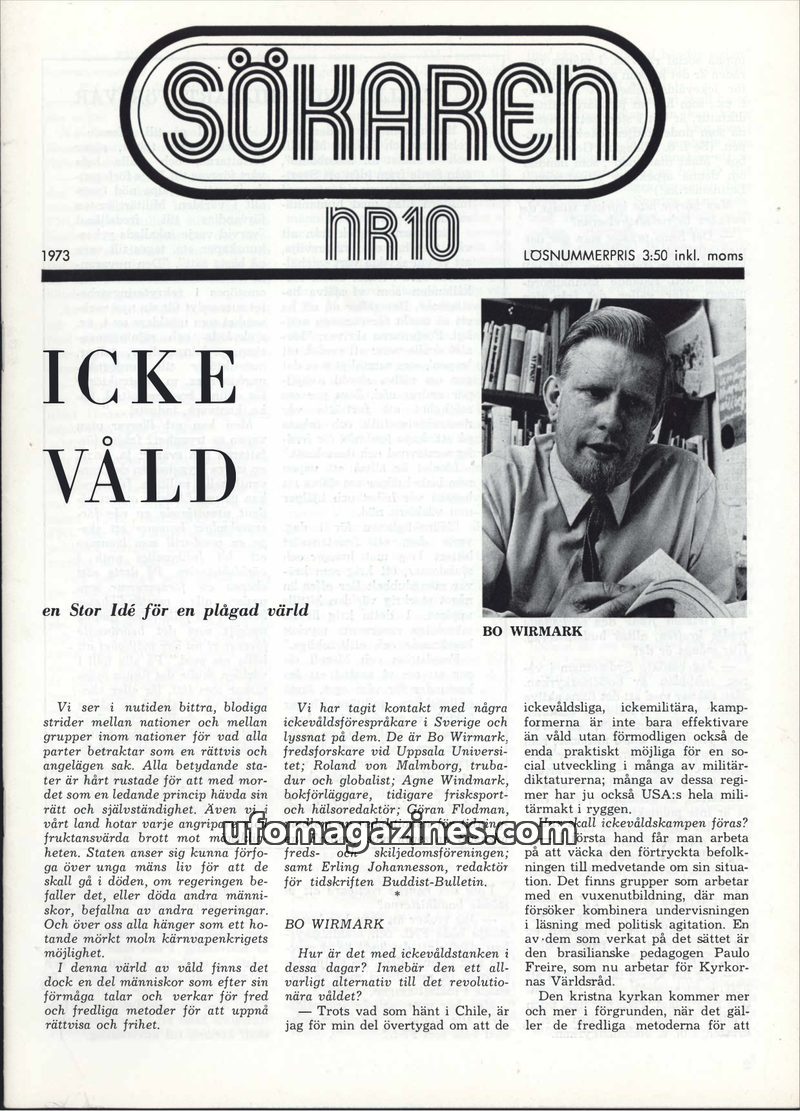 SÖKAREN
NR10
1973
LÖSNUMMERPRIS 3:50 inkl. moms
ICKE
VÅLD
en Stor Idé för en plågad värld
BO WIRMARK
Vi ser i nutiden bittra, blodiga
strider mellan nationer och mellan
grupper inom nationer för vad alla
parter betraktar som en rättvis och
angelägen sak. Alla betydande sta-
ter är hårt rustade för att med mor-
det som en ledande princip hävda sin
rätt och självständighet. Även vi i
vårt land hotar varje angripa
fruktansvärda brott mot
heten. Staten anser sig kunna förfo-
ga över unga mäns liv för att de
skall gå i döden, om regeringen be-
faller det, eller döda andra männi-
skor, befallna av andra regeringar.
Och över oss alla hänger som ett ho-
tande mörkt moln kärnvapenkrigets
möjlighet.
I denna värld av våld finns det
dock en del människor som efter sin
förmåga talar och verkar för fred
och fredliga metoder för att uppnå
rättvisa och frihet.
Vi har tagit kontakt med några
ickevåldsförespråkare i Sverige och
lyssnat på dem. De är Bo Wirmark,
fredsforskare vid Uppsala Universi-
tet; Roland von Malmborg, truba-
dur och globalist; Agne Windmark,
bokförläggare, tidigare frisksport-
och hälsoredaktör; Göran Flodman,
ufomagazines.com
freds- och skiljedomsföreningen;
samt Erling Johannesson, redaktör
för tidskriften Buddist-Bulletin.
*
BO WIRMARK
Hur är det med ickevåldstanken i
dessa dagar? Innebär den ett all-
varligt alternativ till det revolutio-
nära våldet?
— Trots vad som hänt i Chile, är
jag för min del övertygad om att de
ickevåldsliga, ickemilitära, kamp-
formerna är inte bara effektivare
än våld utan förmodligen också de
enda praktiskt möjliga för en so-
cial utveckling i många av militär-
diktaturerna; många av dessa regi-
mer har ju också USA:s hela mili-
tärmakt i ryggen.
skall ickevåldskampen föras?
första hand får man arbeta
på att väcka den förtryckta befolk-
ningen till medvetande om sin situa-
tion. Det finns grupper som arbetar
med en vuxenutbildning, där man
försöker kombinera undervisningen
i läsning med politisk agitation. En
av dem som verkat på det sättet är
den brasilianske pedagogen Paulo
Freire, som nu arbetar för Kyrkor-
nas Världsråd.
Den kristna kyrkan kommer mer
och mer i förgrunden, när det gäl-
ler de fredliga metoderna för att